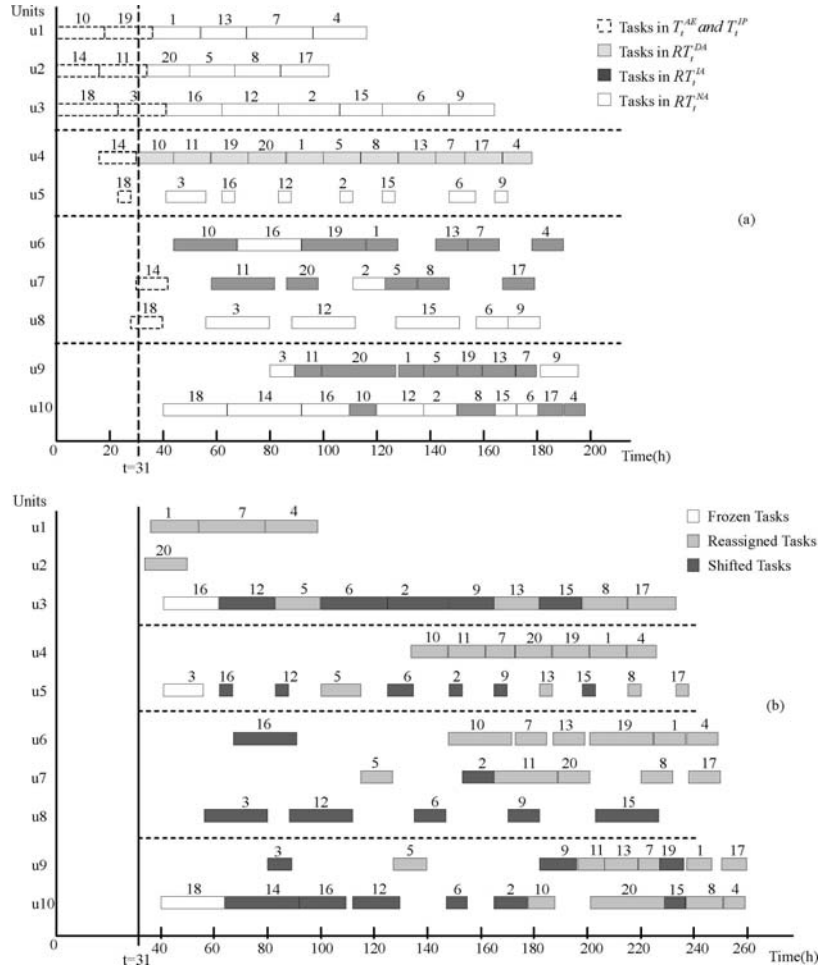 Units
10 19 1 13 7 4
u1
14 11 20 5 8 17
u2
18 3 16 12 2 15 6 9
u3
14 10 11 19 20 1 5 8 13 17 4
u4
18 3 16 12 2 15 6 9
u5
10 16 19 1 13 7 4
u6
14 11 20 2 5 8 17
u7
18 3 12 15 6 9
u8
3 11 20 1 5 19 13 7 9
u9
18 14 16 10 12 2 8 15 6 17 4
u10
0 20 40 60 80 100 120 140 160 180 200
Time(h)
t=31
Tasks in T_t^AE and T_t^IP
Tasks in RT_t^DA
Tasks in RT_t^IA
Tasks in RT_t^NA
(a)
Units
1 7 4
u1
20
u2
16 12 5 6 2 9 13 15 8 17
u3
10 11 7 20 19 1 4
u4
3 16 12 5 6 2 9 13 15 8 17
u5
16 10 7 13 19 1 4
u6
5 2 11 20 8 17
u7
3 12 6 9 15
u8
3 5 9 11 13 7 19 1 17
u9
18 14 16 12 6 2 10 20 15 8 4
u10
0 40 60 80 100 120 140 160 180 200 220 240 260
t=31
Time(h)
Frozen Tasks
Reassigned Tasks
Shifted Tasks
(b)